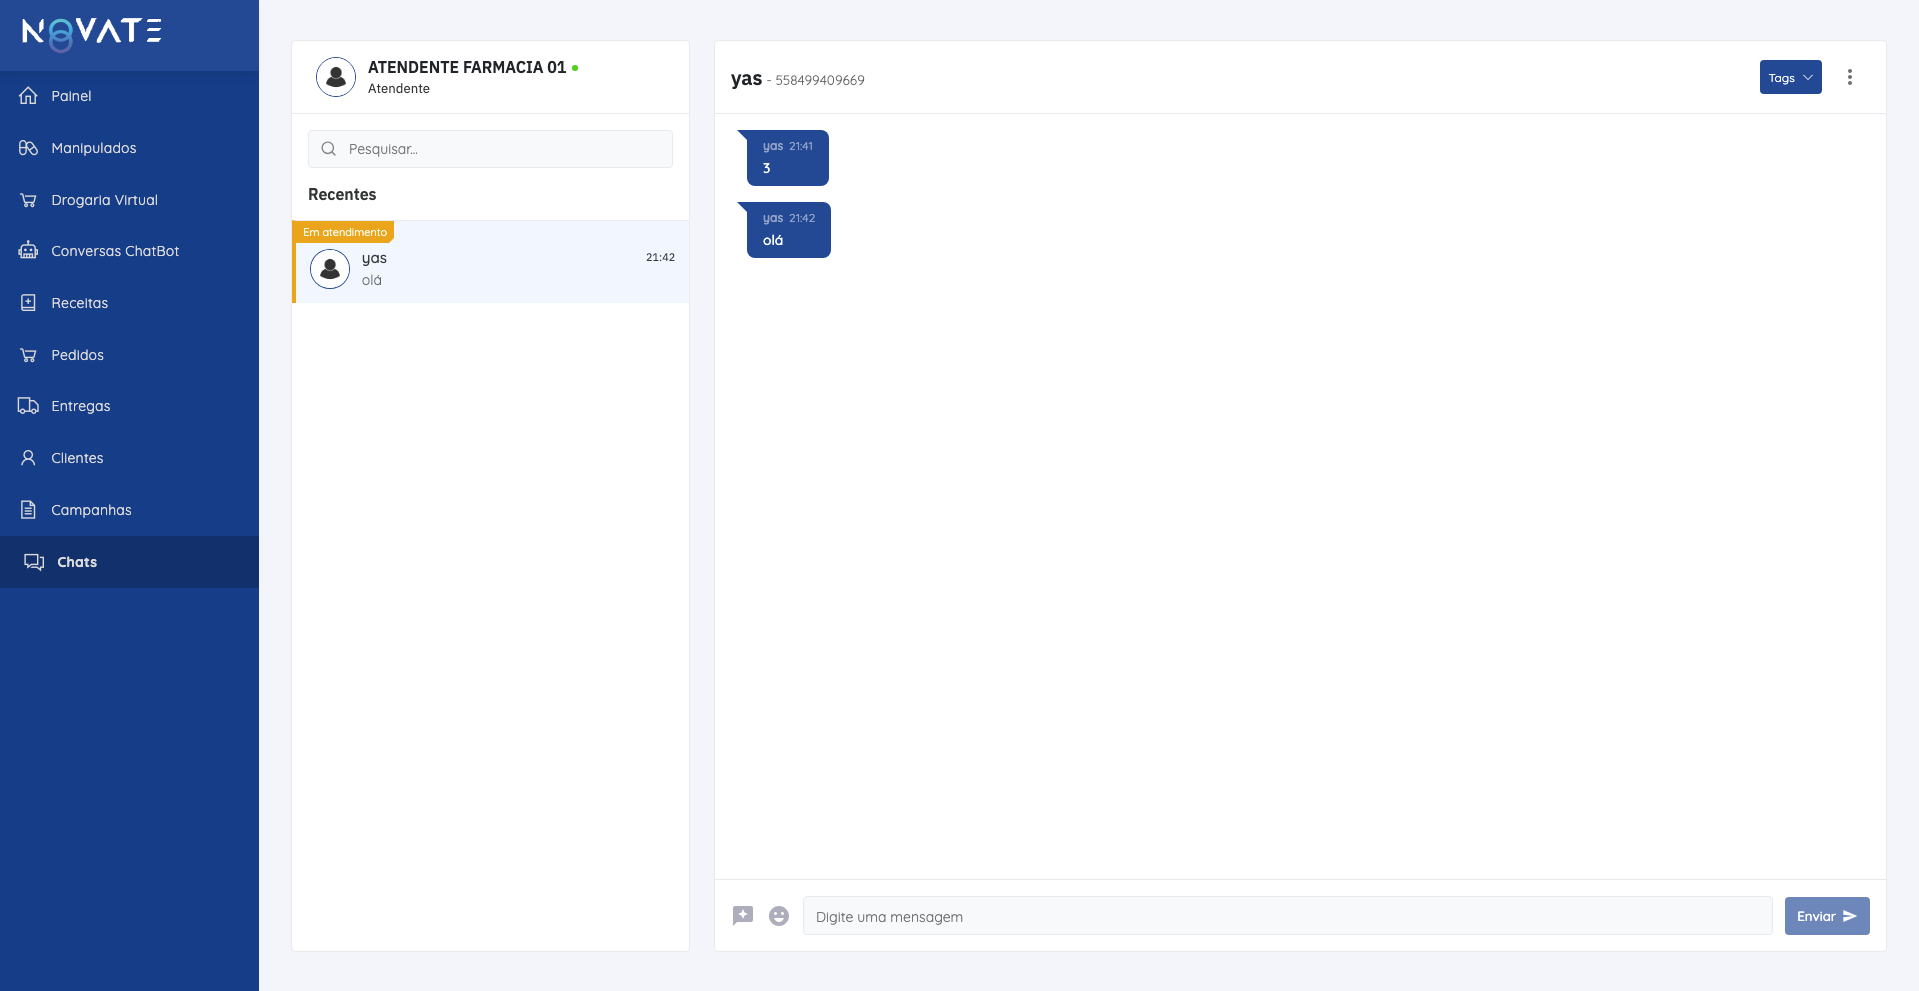 NOVATE
Painel
Manipulados
Drogaria Virtual
Conversas ChatBot
Receitas
Pedidos
Entregas
Clientes
Campanhas
Chats
ATENDENTE FARMACIA 01
Atendente
Pesquisar...
Recentes
Em atendimento
yas 21:42
olá
yas - 558499409669
Tags
yas 21:41
3
yas 21:42
olá
Digite uma mensagem
Enviar